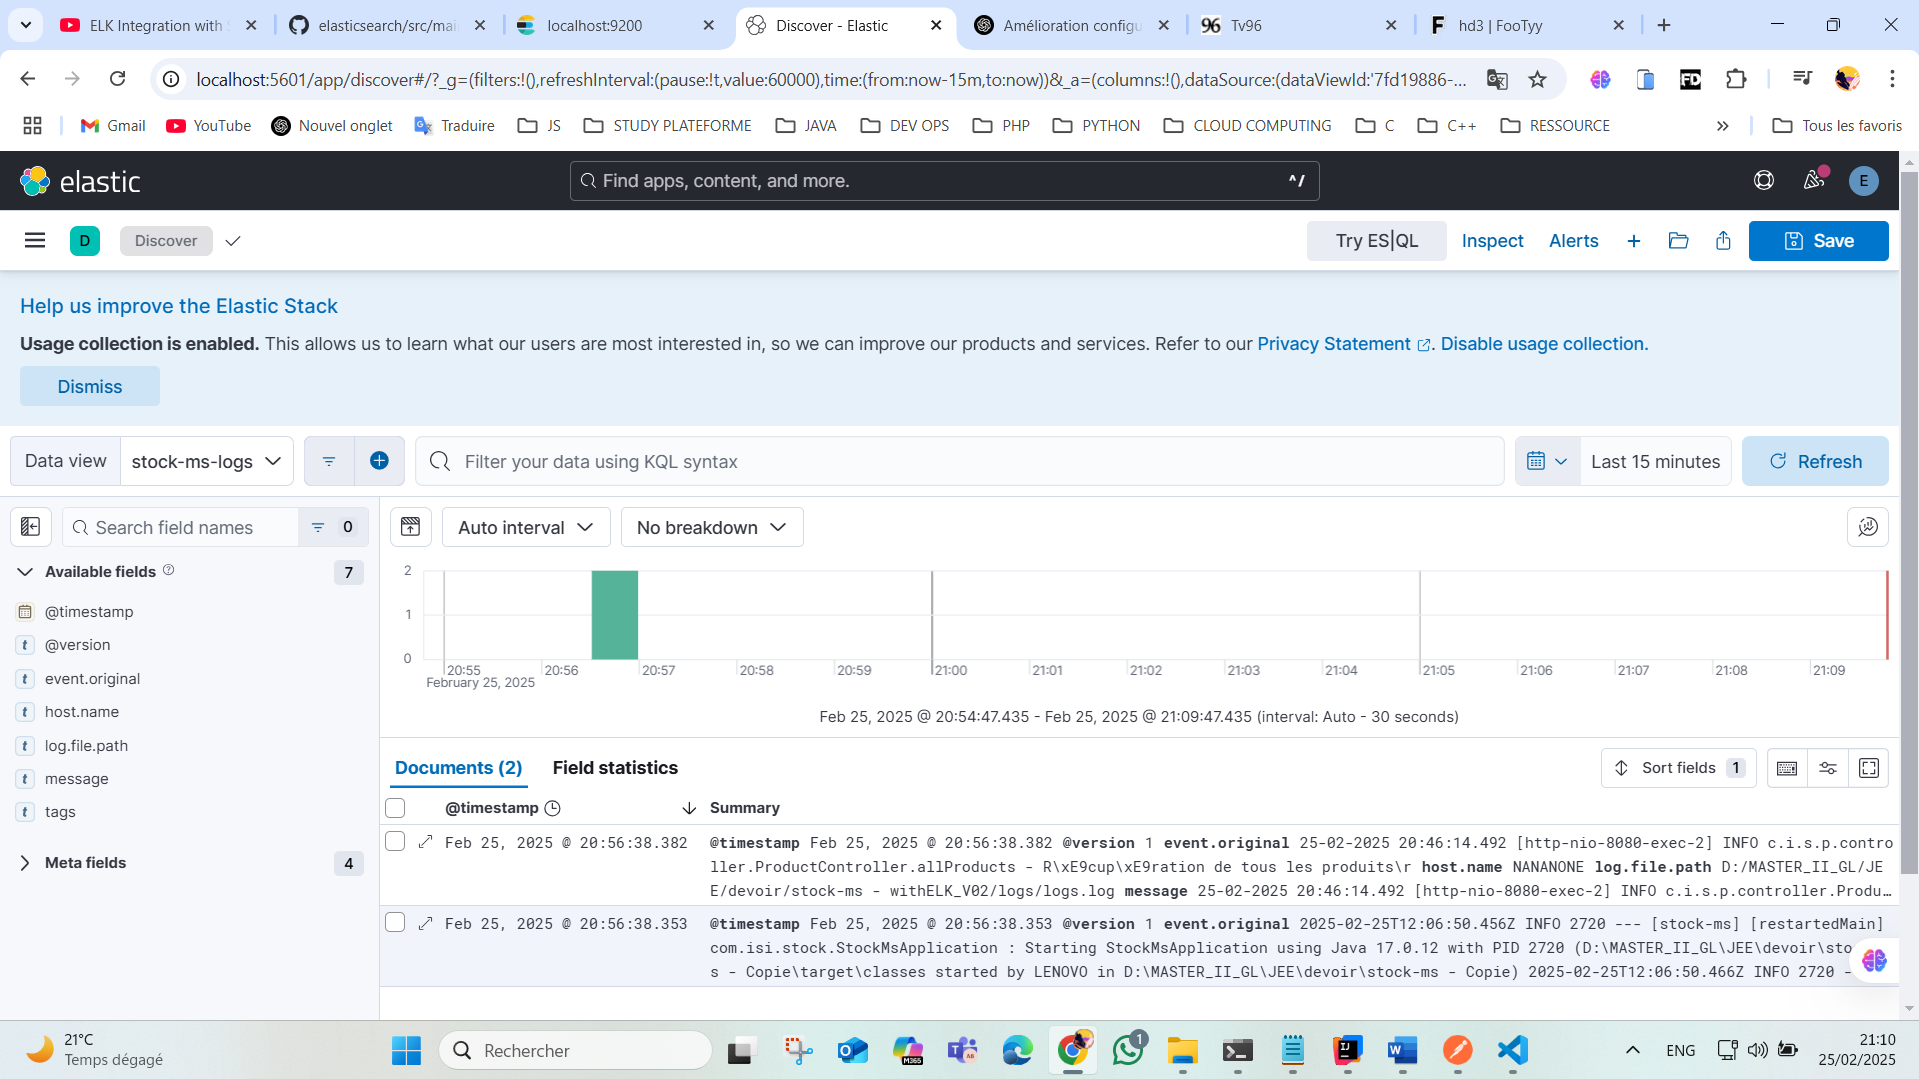 ELK Integration with S
elasticsearch/src/mai
localhost:9200
Discover - Elastic
Amélioration configu
96 Tv96
F hd3 | FooTyy
localhost:5601/app/discover#/?_g=(filters:!(),refreshInterval:(pause:!t,value:60000),time:(from:now-15m,to:now))&_a=(columns:!(),dataSource:(dataViewId:'7fd19886-...
FD
Gmail YouTube Nouvel onglet Traduire JS STUDY PLATEFORME JAVA DEV OPS PHP PYTHON CLOUD COMPUTING C C++ RESSOURCE » Tous les favoris
elastic Find apps, content, and more. ^/ E
D Discover Try ES|QL Inspect Alerts Save
Help us improve the Elastic Stack
Usage collection is enabled. This allows us to learn what our users are most interested in, so we can improve our products and services. Refer to our Privacy Statement. Disable usage collection.
Dismiss
Data view stock-ms-logs Filter your data using KQL syntax Last 15 minutes Refresh
Search field names 0
Available fields 7
@timestamp
t @version
t event.original
t host.name
t log.file.path
t message
t tags
Meta fields 4
Auto interval No breakdown
2
1
0
20:55 20:56 20:57 20:58 20:59 21:00 21:01 21:02 21:03 21:04 21:05 21:06 21:07 21:08 21:09
February 25, 2025
Feb 25, 2025 @ 20:54:47.435 - Feb 25, 2025 @ 21:09:47.435 (interval: Auto - 30 seconds)
Documents (2) Field statistics Sort fields 1
@timestamp Summary
Feb 25, 2025 @ 20:56:38.382 @timestamp Feb 25, 2025 @ 20:56:38.382 @version 1 event.original 25-02-2025 20:46:14.492 [http-nio-8080-exec-2] INFO c.i.s.p.contro
ller.ProductController.allProducts - R\xE9cup\xE9ration de tous les produits\r host.name NANANONE log.file.path D:/MASTER_II_GL/JE
E/devoir/stock-ms - withELK_V02/logs/logs.log message 25-02-2025 20:46:14.492 [http-nio-8080-exec-2] INFO c.i.s.p.controller.Produ…
Feb 25, 2025 @ 20:56:38.353 @timestamp Feb 25, 2025 @ 20:56:38.353 @version 1 event.original 2025-02-25T12:06:50.456Z INFO 2720 --- [stock-ms] [restartedMain]
com.isi.stock.StockMsApplication : Starting StockMsApplication using Java 17.0.12 with PID 2720 (D:\MASTER_II_GL\JEE\devoir\stoc
s - Copie\target\classes started by LENOVO in D:\MASTER_II_GL\JEE\devoir\stock-ms - Copie) 2025-02-25T12:06:50.466Z INFO 2720 -
21°C
Temps dégagé
Rechercher
M365
1
ENG
21:10
25/02/2025